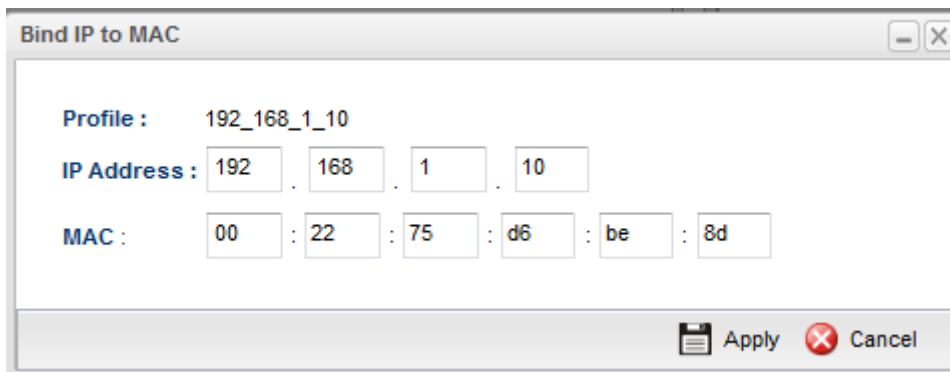 Bind IP to MAC
Profile : 192_168_1_10
IP Address : 192 . 168 . 1 . 10
MAC : 00 : 22 : 75 : d6 : be : 8d
Apply Cancel